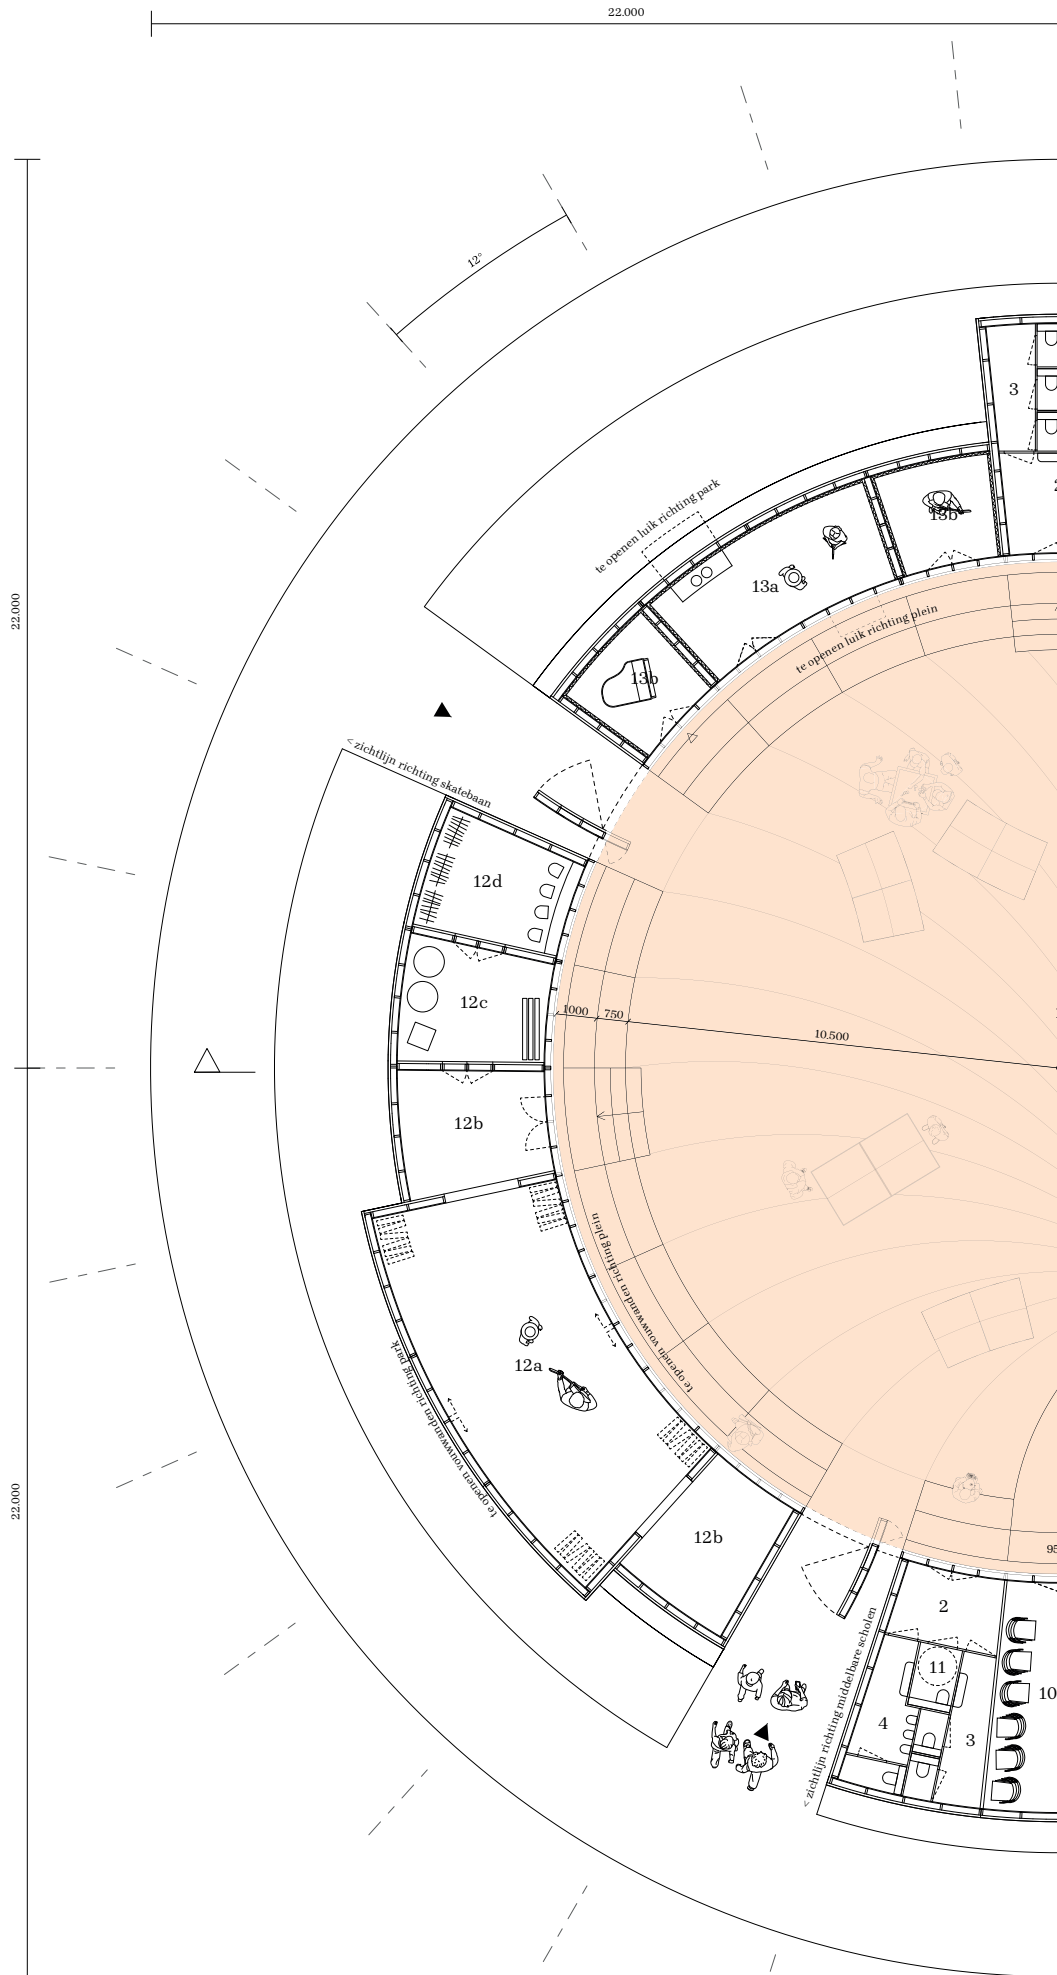 22.000
12°
3
te openen luik richting park
13b
2
13a
22.000
te openen luik richting plein
13b
< zichtlijn richting skatebaan
12d
12c
1000
750
10.500
12b
te openen vouwwanden richting plein
12a
te openen vouwwanden richting park
22.000
12b
95
2
< zichtlijn richting middelbare scholen
11
10
4
3